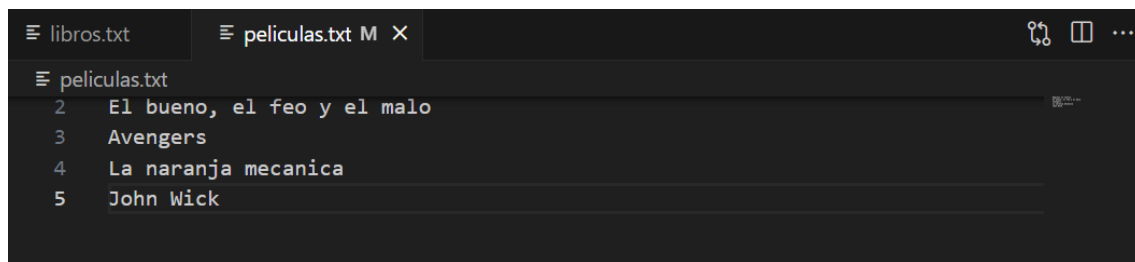 libros.txt peliculas.txt M
peliculas.txt
2 El bueno, el feo y el malo
3 Avengers
4 La naranja mecanica
5 John Wick